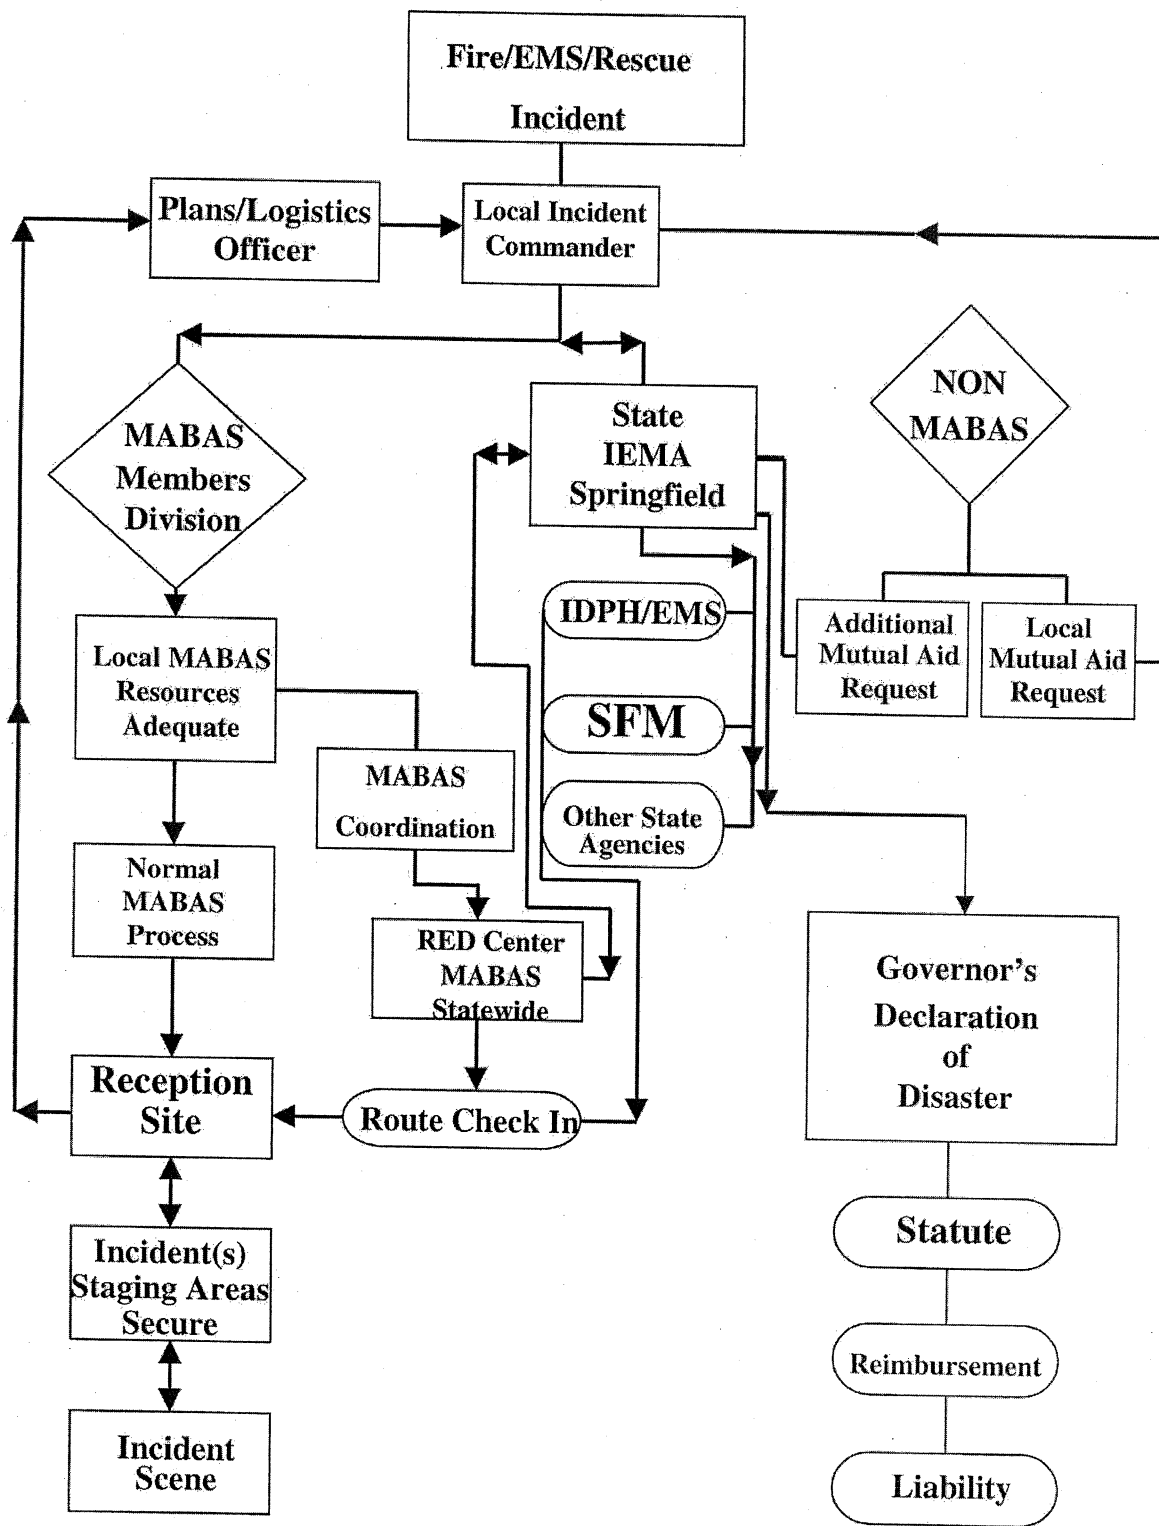 Fire/EMS/Rescue
Incident
Plans/Logistics
Officer
Local Incident
Commander
MABAS
Members
Division
State
IEMA
Springfield
NON
MABAS
IDPH/EMS
Additional
Mutual Aid
Request
Local
Mutual Aid
Request
Local MABAS
Resources
Adequate
SFM
MABAS
Coordination
Other State
Agencies
Normal
MABAS
Process
RED Center
MABAS
Statewide
Governor's
Declaration
of
Disaster
Reception
Site
Route Check In
Incident(s)
Staging Areas
Secure
Statute
Reimbursement
Incident
Scene
Liability